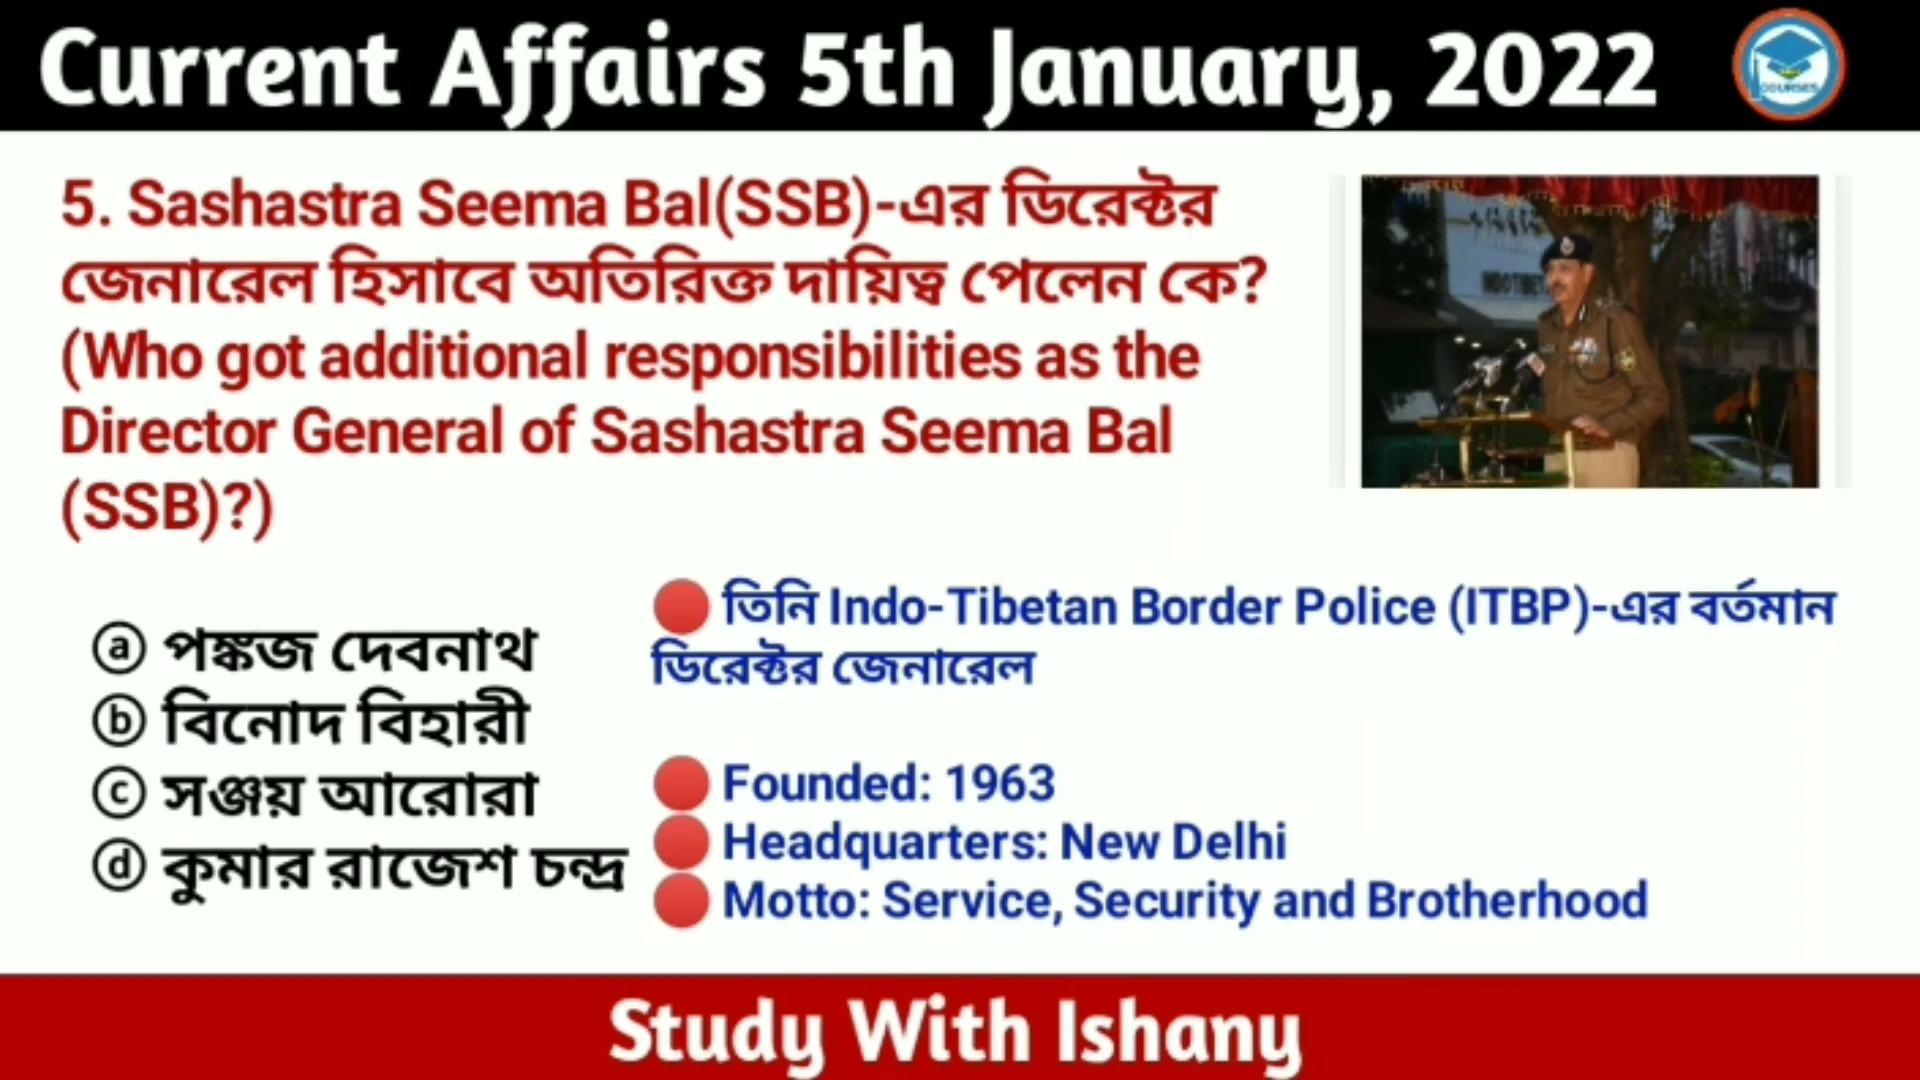 Current Affairs 5th January, 2022
COURSES
5. Sashastra Seema Bal(SSB)-এর ডিরেক্টর
জেনারেল হিসাবে অতিরিক্ত দায়িত্ব পেলেন কে?
(Who got additional responsibilities as the
Director General of Sashastra Seema Bal
(SSB)?)
ⓐ পঙ্কজ দেবনাথ
ⓑ বিনোদ বিহারী
ⓒ সঞ্জয় আরোরা
ⓓ কুমার রাজেশ চন্দ্র
🔴 তিনি Indo-Tibetan Border Police (ITBP)-এর বর্তমান
ডিরেক্টর জেনারেল
🔴 Founded: 1963
🔴 Headquarters: New Delhi
🔴 Motto: Service, Security and Brotherhood
Study With Ishany